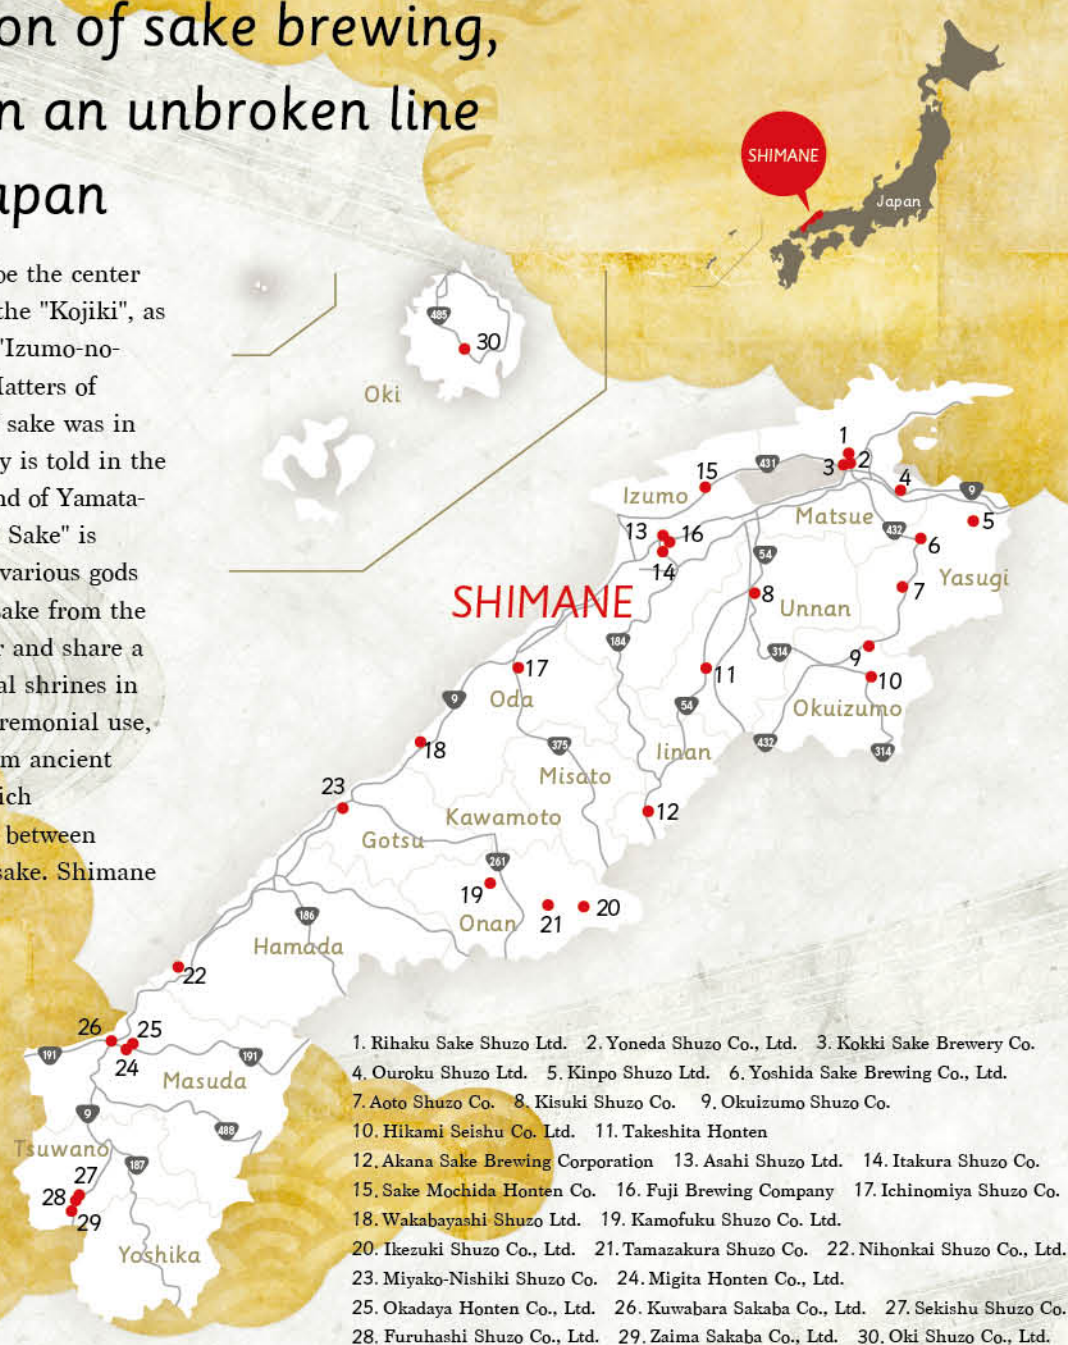 on of sake brewing,
n an unbroken line
apan
be the center
the "Kojiki", as
"Izumo-no-
Matters of
sake was in
y is told in the
nd of Yamata-
Sake" is
various gods
sake from the
r and share a
al shrines in
remonial use,
m ancient
ich
between
sake. Shimane
SHIMANE
Japan
485
30
Oki
1
2
3
431
15
Izumo
4
9
5
Matsue
432
6
13
16
14
54
7
Yasugi
8
Unnan
SHIMANE
184
314
9
10
17
11
Oda
9
54
Okuizumo
18
375
Iinan
432
314
Misato
23
12
Kawamoto
Gotsu
261
19
20
21
Onan
186
Hamada
22
26
25
191
24
191
Masuda
9
488
Tsuwano
187
27
28
29
Yoshika
1. Rihaku Sake Shuzo Ltd. 2. Yoneda Shuzo Co., Ltd. 3. Kokki Sake Brewery Co.
4. Ouroku Shuzo Ltd. 5. Kinpo Shuzo Ltd. 6. Yoshida Sake Brewing Co., Ltd.
7. Aoto Shuzo Co. 8. Kisuki Shuzo Co. 9. Okuizumo Shuzo Co.
10. Hikami Seishu Co. Ltd. 11. Takeshita Honten
12. Akana Sake Brewing Corporation 13. Asahi Shuzo Ltd. 14. Itakura Shuzo Co.
15. Sake Mochida Honten Co. 16. Fuji Brewing Company 17. Ichinomiya Shuzo Co.
18. Wakabayashi Shuzo Ltd. 19. Kamofuku Shuzo Co. Ltd.
20. Ikezuki Shuzo Co., Ltd. 21. Tamazakura Shuzo Co. 22. Nihonkai Shuzo Co., Ltd.
23. Miyako-Nishiki Shuzo Co. 24. Migita Honten Co., Ltd.
25. Okadaya Honten Co., Ltd. 26. Kuwabara Sakaba Co., Ltd. 27. Sekishu Shuzo Co.
28. Furuhashi Shuzo Co., Ltd. 29. Zaima Sakaba Co., Ltd. 30. Oki Shuzo Co., Ltd.